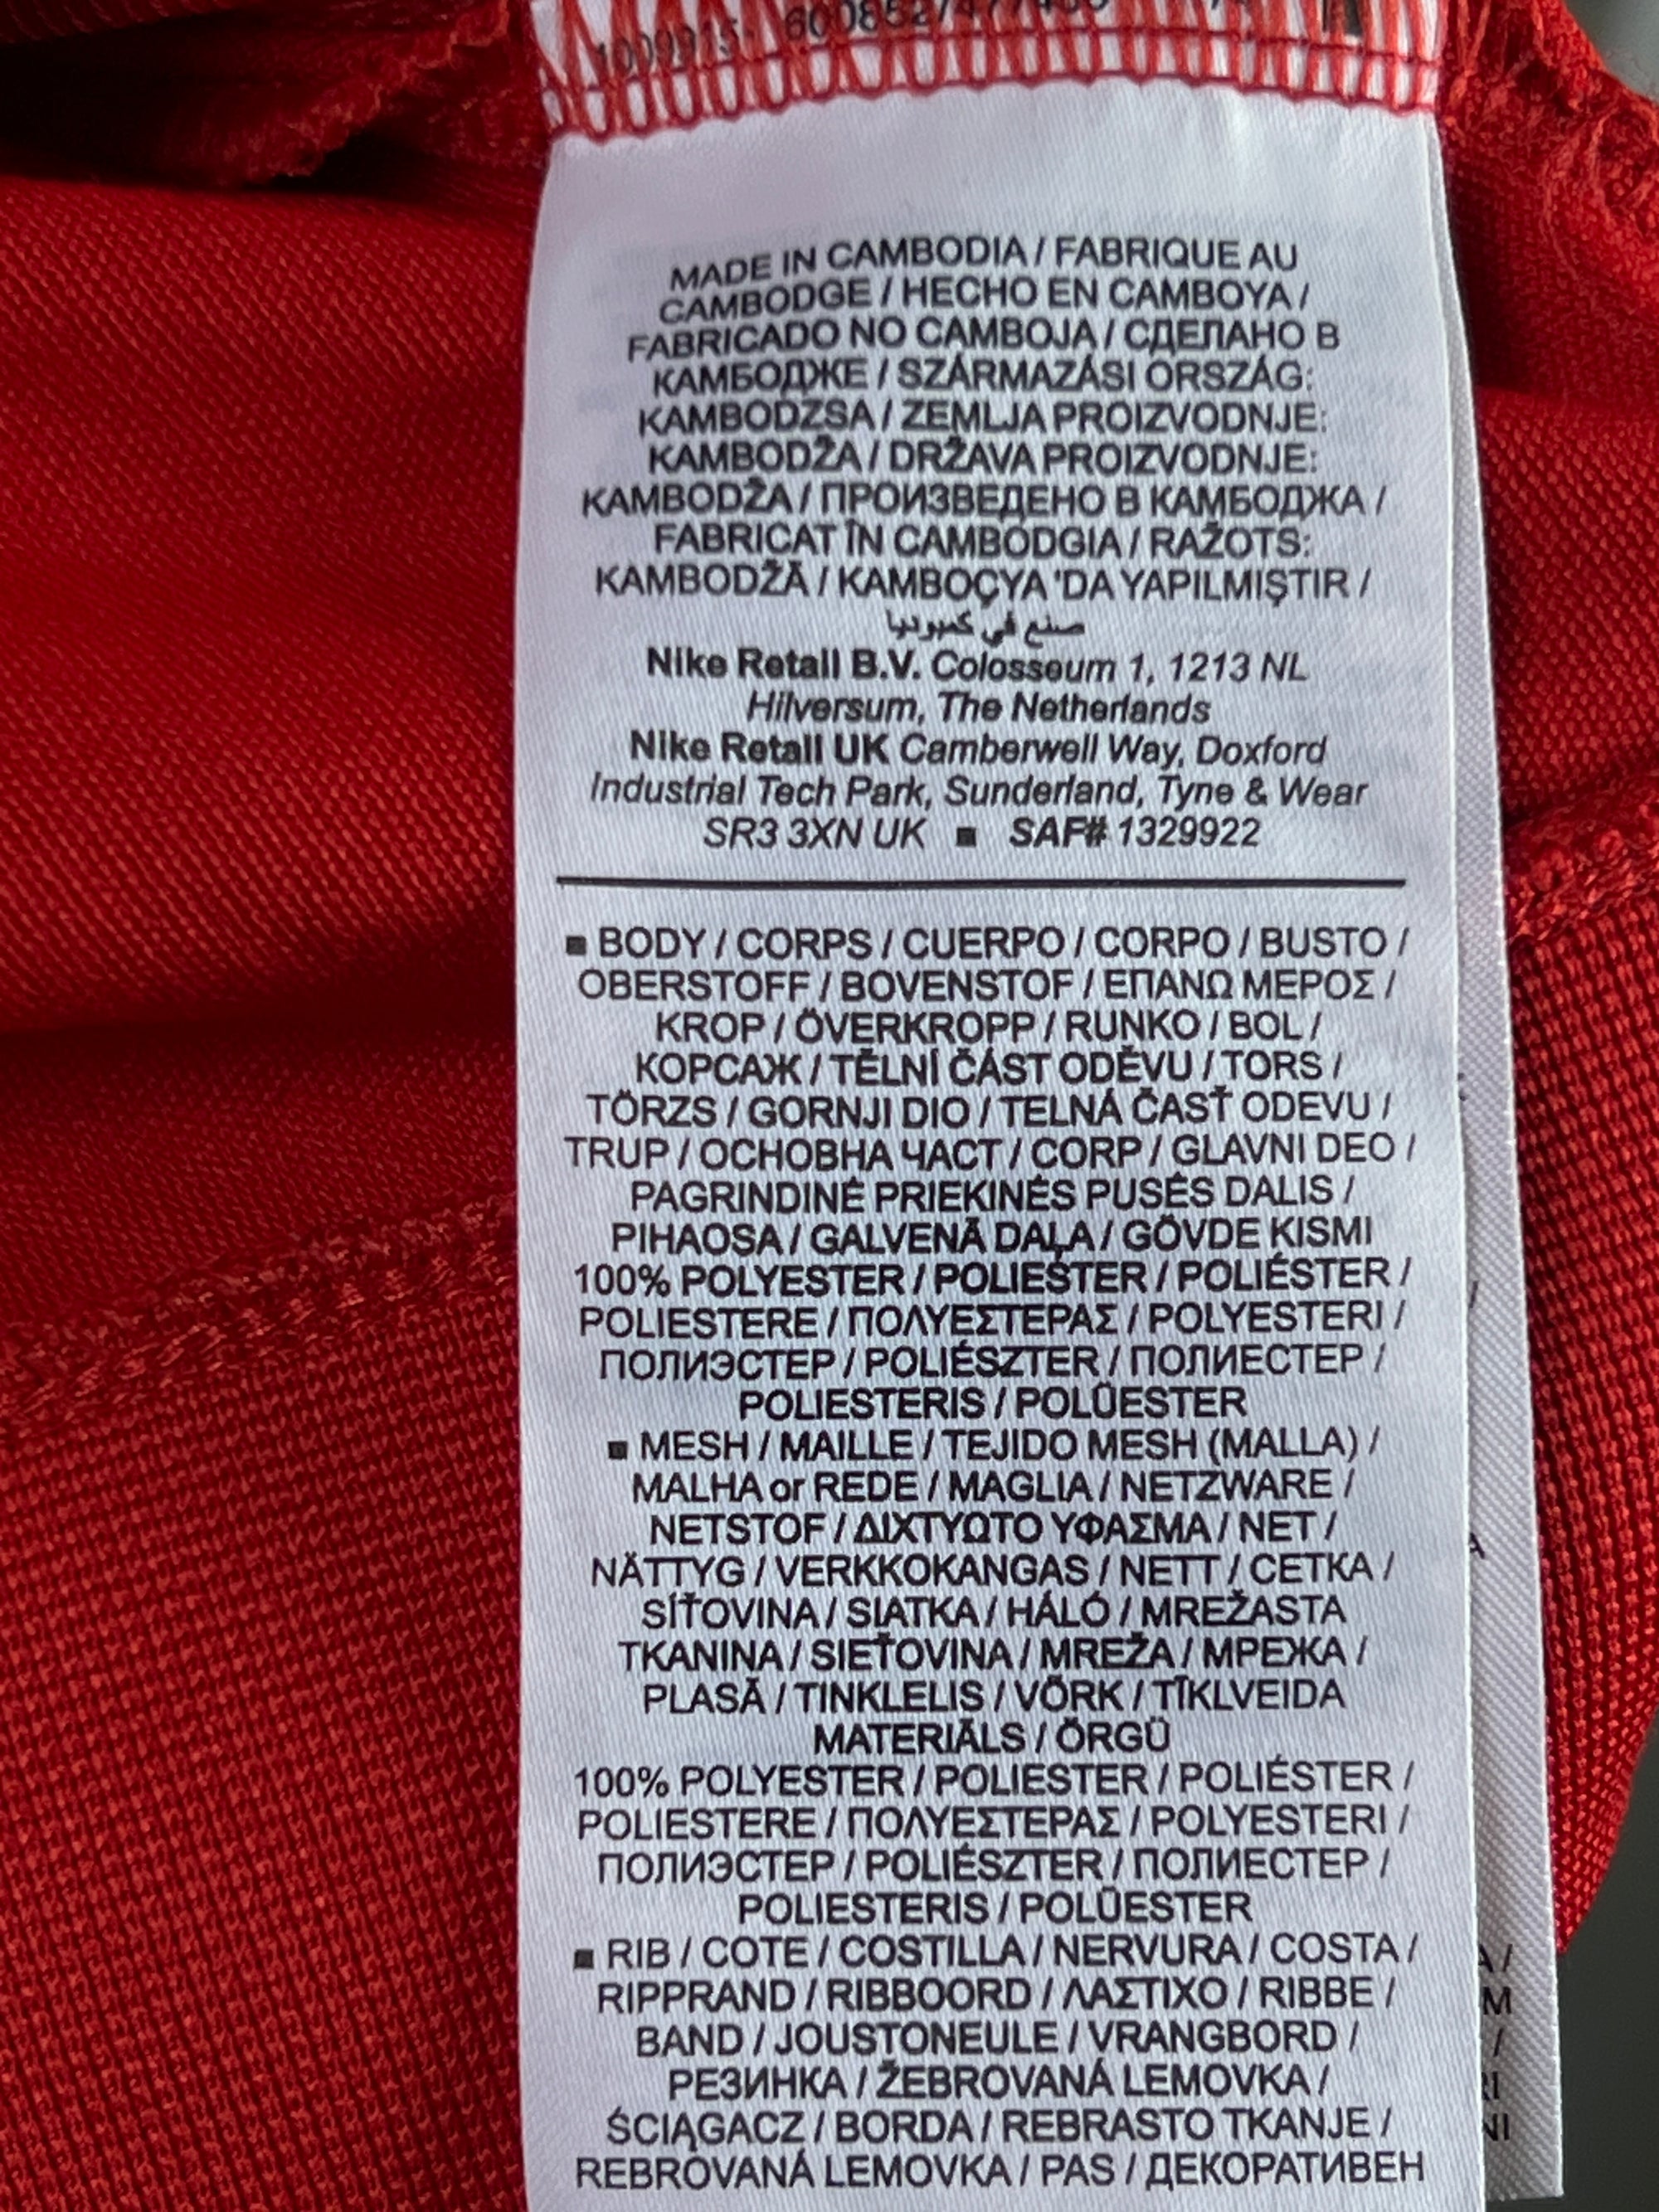 MADE IN CAMBODIA / FABRIQUE AU
CAMBODGE / HECHO EN CAMBOYA /
FABRICADO NO CAMBOJA / СДЕЛАНО В
КАМБОДЖЕ / SZÁRMAZÁSI ORSZÁG:
KAMBODZSA / ZEMLJA PROIZVODNJE:
KAMBODŽA / DRŽAVA PROIZVODNJE:
KAMBODŽA / ПРОИЗВЕДЕНО В КАМБОДЖА /
FABRICAT ÎN CAMBODGIA / RAŽOTS:
KAMBODŽĀ / KAMBOÇYA 'DA YAPILMIŞTIR /
صنع في كمبوديا
Nike Retail B.V. Colosseum 1, 1213 NL
Hilversum, The Netherlands
Nike Retail UK Camberwell Way, Doxford
Industrial Tech Park, Sunderland, Tyne & Wear
SR3 3XN UK ■ SAF# 1329922
■ BODY / CORPS / CUERPO / CORPO / BUSTO /
OBERSTOFF / BOVENSTOF / ΕΠΑΝΩ ΜΕΡΟΣ /
KROP / ÖVERKROPP / RUNKO / BOL /
КОРСАЖ / TĚLNÍ ČÁST ODĚVU / TORS /
TÖRZS / GORNJI DIO / TELNÁ ČASŤ ODEVU /
TRUP / ОСНОВНА ЧАСТ / CORP / GLAVNI DEO /
PAGRINDINĖ PRIEKINĖS PUSĖS DALIS /
PIHAOSA / GALVENĀ DAĻA / GÖVDE KISMI
100% POLYESTER / POLIESTER / POLIÉSTER /
POLIESTERE / ΠΟΛΥΕΣΤΕΡΑΣ / POLYESTERI /
ПОЛИЭСТЕР / POLIÉSZTER / ПОЛИЕСТЕР /
POLIESTERIS / POLÜESTER
■ MESH / MAILLE / TEJIDO MESH (MALLA) /
MALHA or REDE / MAGLIA / NETZWARE /
NETSTOF / ΔΙΧΤΥΩΤΟ ΥΦΑΣΜΑ / NET /
NÄTTYG / VERKKOKANGAS / NETT / СЕТКА /
SÍŤOVINA / SIATKA / HÁLÓ / MREŽASTA
TKANINA / SIEŤOVINA / MREŽA / МРЕЖА /
PLASĂ / TINKLELIS / VÕRK / TĪKLVEIDA
MATERIĀLS / ÖRGÜ
100% POLYESTER / POLIESTER / POLIÉSTER /
POLIESTERE / ΠΟΛΥΕΣΤΕΡΑΣ / POLYESTERI /
ПОЛИЭСТЕР / POLIÉSZTER / ПОЛИЕСТЕР /
POLIESTERIS / POLÜESTER
■ RIB / COTE / COSTILLA / NERVURA / COSTA /
RIPPRAND / RIBBOORD / ΛΑΣΤΙΧΟ / RIBBE /
BAND / JOUSTONEULE / VRANGBORD /
РЕЗИНКА / ŽEBROVANÁ LEMOVKA /
ŚCIĄGACZ / BORDA / REBRASTO TKANJE /
REBROVANÁ LEMOVKA / PAS / ДЕКОРАТИВЕН